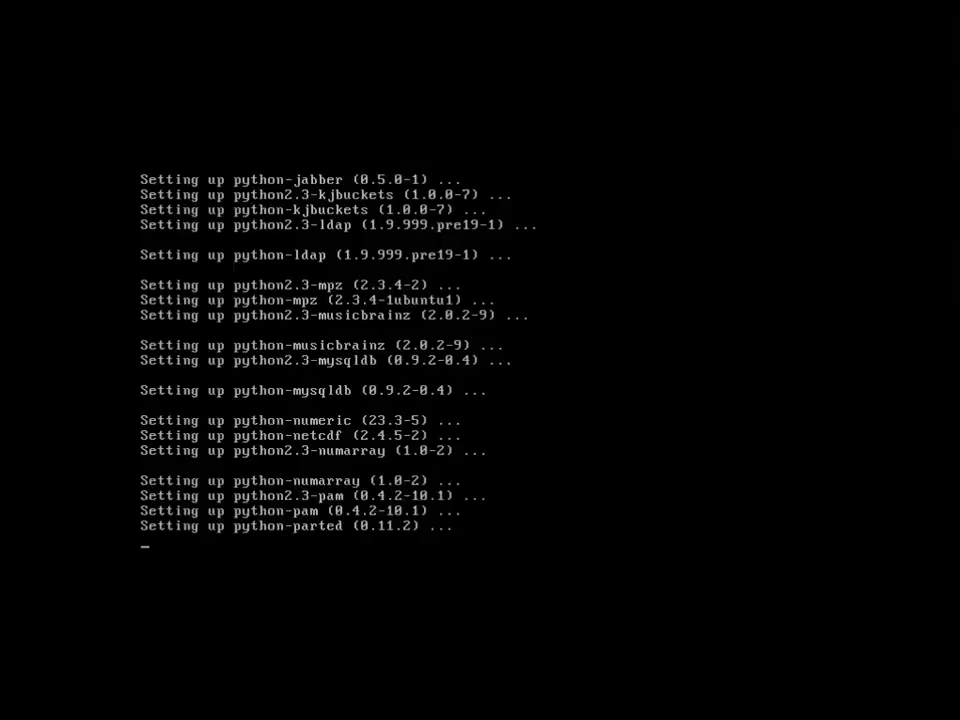 Setting up python-jabber (0.5.0-1) ...
Setting up python2.3-kjbuckets (1.0.0-7) ...
Setting up python-kjbuckets (1.0.0-7) ...
Setting up python2.3-ldap (1.9.999.pre19-1) ...
Setting up python-ldap (1.9.999.pre19-1) ...
Setting up python2.3-mpz (2.3.4-2) ...
Setting up python-mpz (2.3.4-1ubuntu1) ...
Setting up python2.3-musicbrainz (2.0.2-9) ...
Setting up python-musicbrainz (2.0.2-9) ...
Setting up python2.3-mysqldb (0.9.2-0.4) ...
Setting up python-mysqldb (0.9.2-0.4) ...
Setting up python-numeric (23.3-5) ...
Setting up python-netcdf (2.4.5-2) ...
Setting up python2.3-numarray (1.0-2) ...
Setting up python-numarray (1.0-2) ...
Setting up python2.3-pam (0.4.2-10.1) ...
Setting up python-pam (0.4.2-10.1) ...
Setting up python-parted (0.11.2) ...